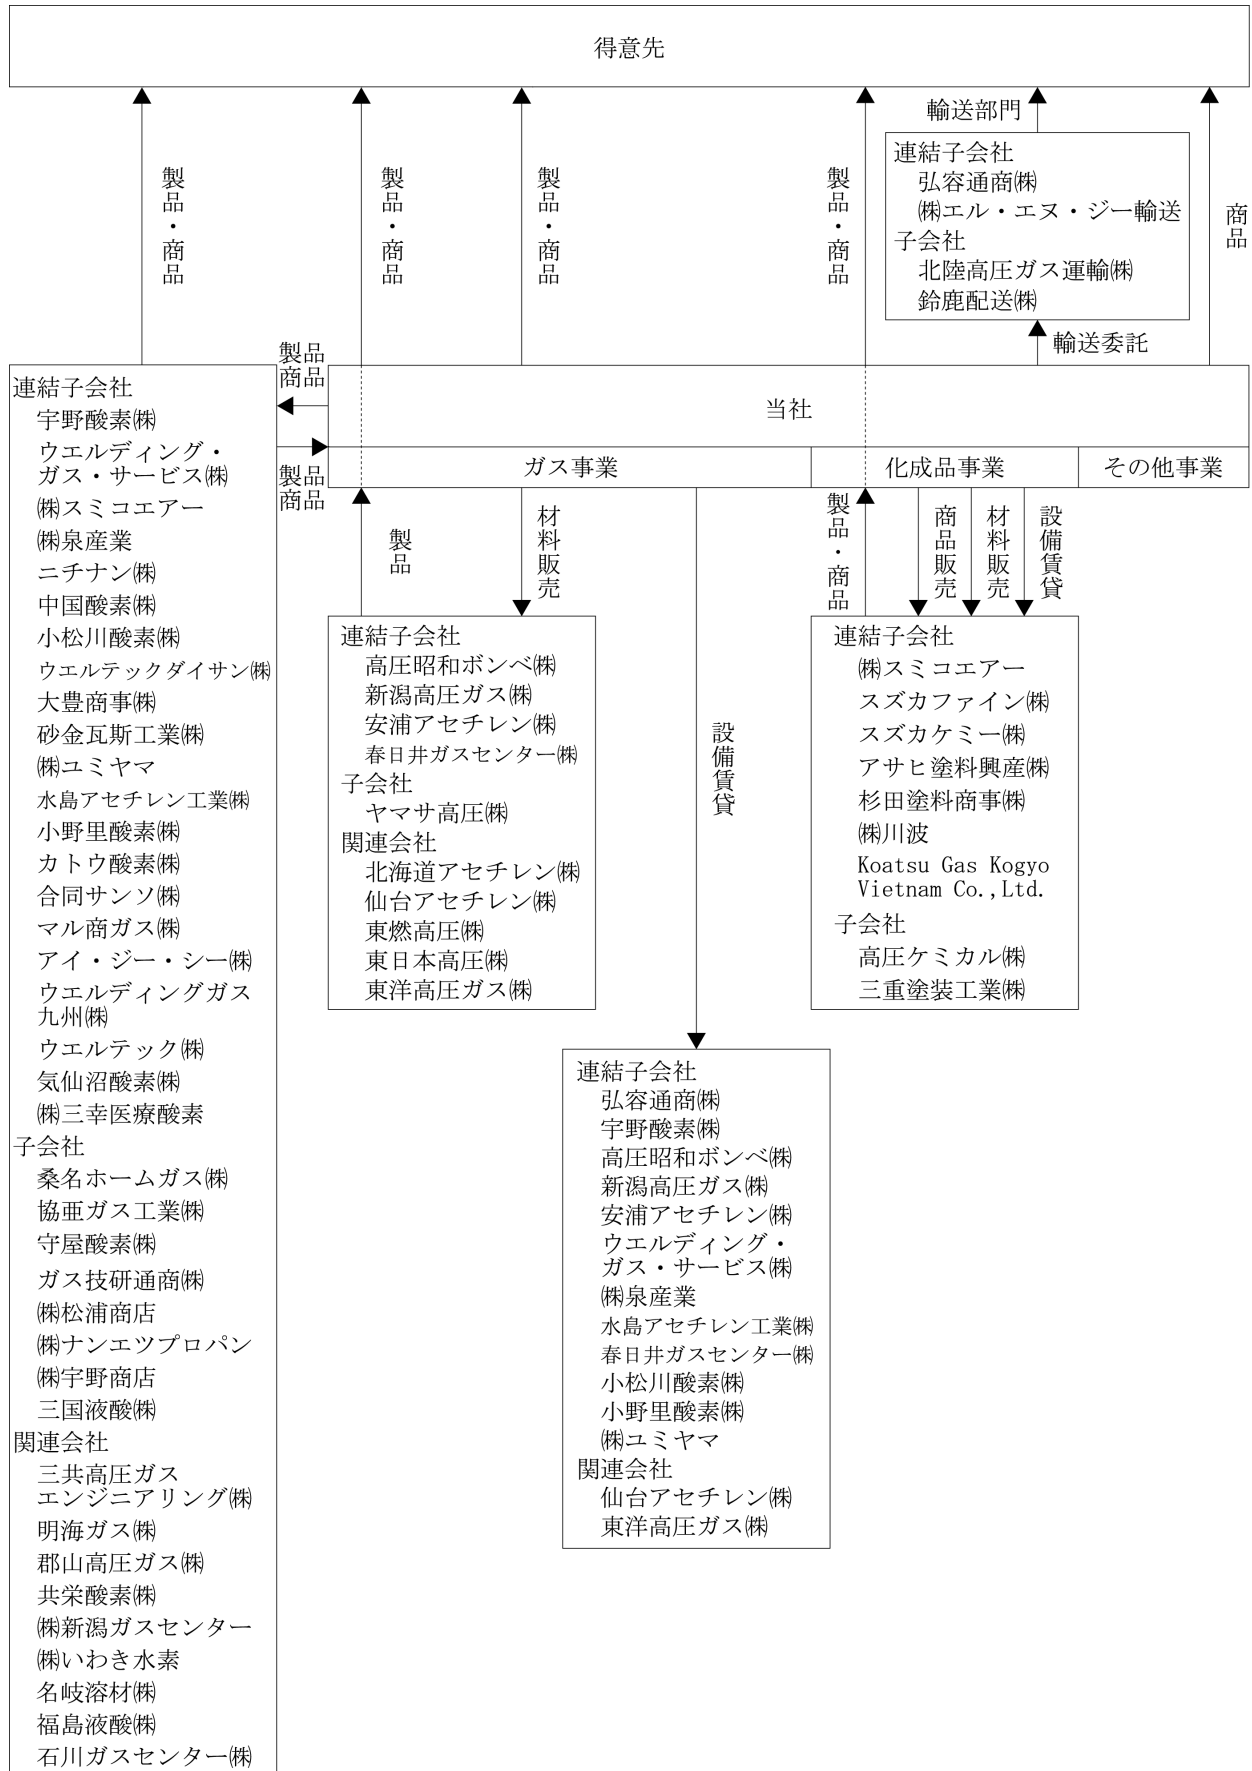 得意先
製品・商品
製品・商品
製品・商品
製品・商品
輸送部門
連結子会社
弘容通商㈱
㈱エル・エヌ・ジー輸送
子会社
北陸高圧ガス運輸㈱
鈴鹿配送㈱
商品
輸送委託
製品
商品
製品
商品
当社
ガス事業
化成品事業
その他事業
連結子会社
宇野酸素㈱
ウエルディング・
ガス・サービス㈱
㈱スミコエアー
㈱泉産業
ニチナン㈱
中国酸素㈱
小松川酸素㈱
ウエルテックダイサン㈱
大豊商事㈱
砂金瓦斯工業㈱
㈱ユミヤマ
水島アセチレン工業㈱
小野里酸素㈱
カトウ酸素㈱
合同サンソ㈱
マル商ガス㈱
アイ・ジー・シー㈱
ウエルディングガス
九州㈱
ウエルテック㈱
気仙沼酸素㈱
㈱三幸医療酸素
子会社
桑名ホームガス㈱
協亜ガス工業㈱
守屋酸素㈱
ガス技研通商㈱
㈱松浦商店
㈱ナンエツプロパン
㈱宇野商店
三国液酸㈱
関連会社
三共高圧ガス
エンジニアリング㈱
明海ガス㈱
郡山高圧ガス㈱
共栄酸素㈱
㈱新潟ガスセンター
㈱いわき水素
名岐溶材㈱
福島液酸㈱
石川ガスセンター㈱
製品
材料販売
連結子会社
高圧昭和ボンベ㈱
新潟高圧ガス㈱
安浦アセチレン㈱
春日井ガスセンター㈱
子会社
ヤマサ高圧㈱
関連会社
北海道アセチレン㈱
仙台アセチレン㈱
東燃高圧㈱
東日本高圧㈱
東洋高圧ガス㈱
設備賃貸
連結子会社
弘容通商㈱
宇野酸素㈱
高圧昭和ボンベ㈱
新潟高圧ガス㈱
安浦アセチレン㈱
ウエルディング・
ガス・サービス㈱
㈱泉産業
水島アセチレン工業㈱
春日井ガスセンター㈱
小松川酸素㈱
小野里酸素㈱
㈱ユミヤマ
関連会社
仙台アセチレン㈱
東洋高圧ガス㈱
製品・商品
商品販売
材料販売
設備賃貸
連結子会社
㈱スミコエアー
スズカファイン㈱
スズカケミー㈱
アサヒ塗料興産㈱
杉田塗料商事㈱
㈱川波
Koatsu Gas Kogyo
Vietnam Co.,Ltd.
子会社
高圧ケミカル㈱
三重塗装工業㈱